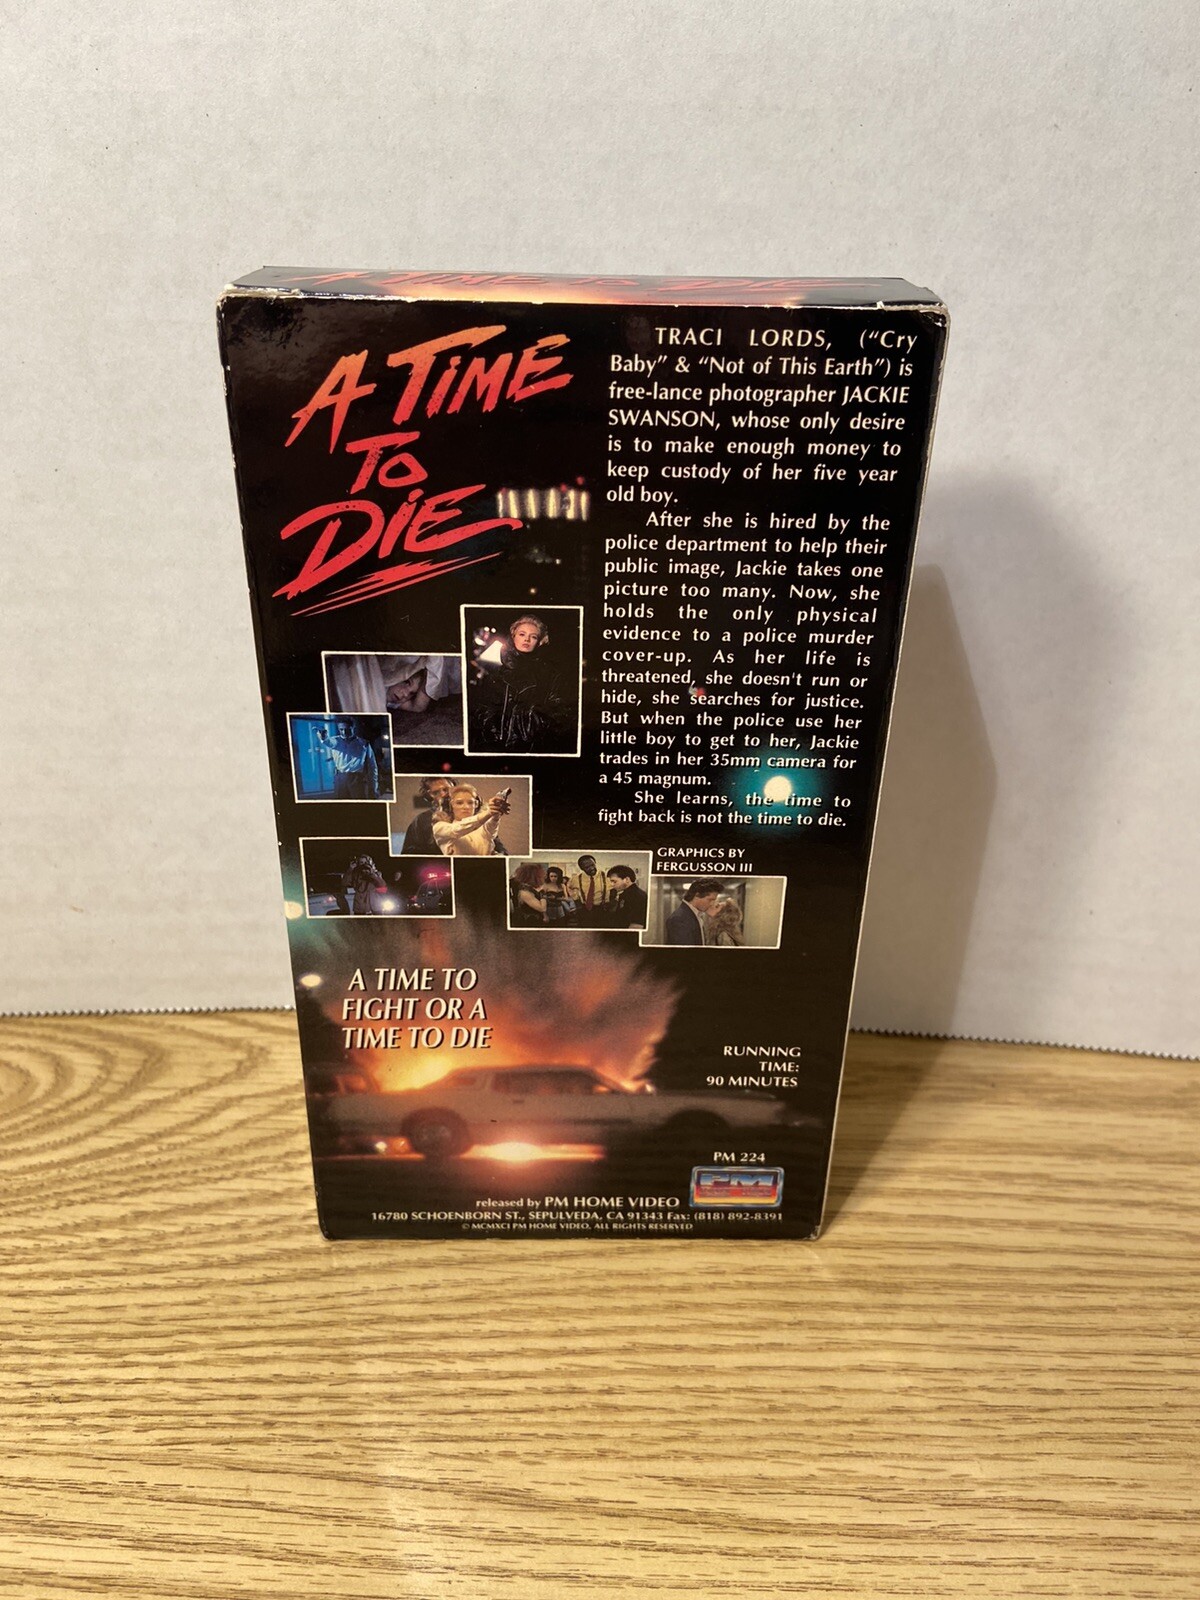 A TIME TO DIE
A TIME
TO
DIE
TRACI LORDS, (“Cry
Baby” & “Not of This Earth”) is
free-lance photographer JACKIE
SWANSON, whose only desire
is to make enough money to
keep custody of her five year
old boy.
After she is hired by the
police department to help their
public image, Jackie takes one
picture too many. Now, she
holds the only physical
evidence to a police murder
cover-up. As her life is
threatened, she doesn't run or
hide, she searches for justice.
But when the police use her
little boy to get to her, Jackie
trades in her 35mm camera for
a 45 magnum.
She learns, the time to
fight back is not the time to die.
GRAPHICS BY
FERGUSSON III
A TIME TO
FIGHT OR A
TIME TO DIE
RUNNING
TIME:
90 MINUTES
PM 224
PM
released by PM HOME VIDEO
16780 SCHOENBORN ST., SEPULVEDA, CA 91343 Fax: (818) 892-8391
© MCMXCI PM HOME VIDEO, ALL RIGHTS RESERVED